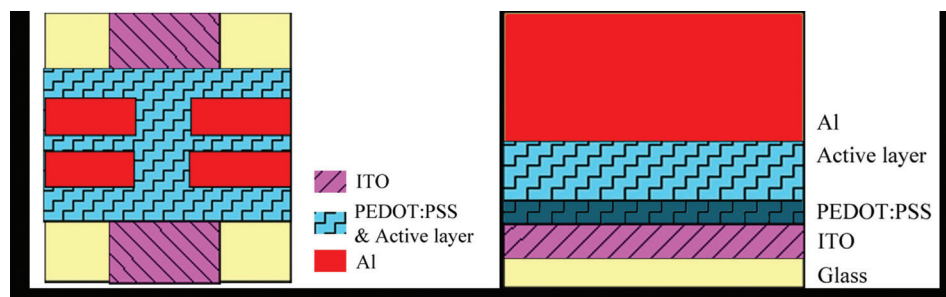 ITO
PEDOT:PSS
& Active layer
Al
Al
Active layer
PEDOT:PSS
ITO
Glass